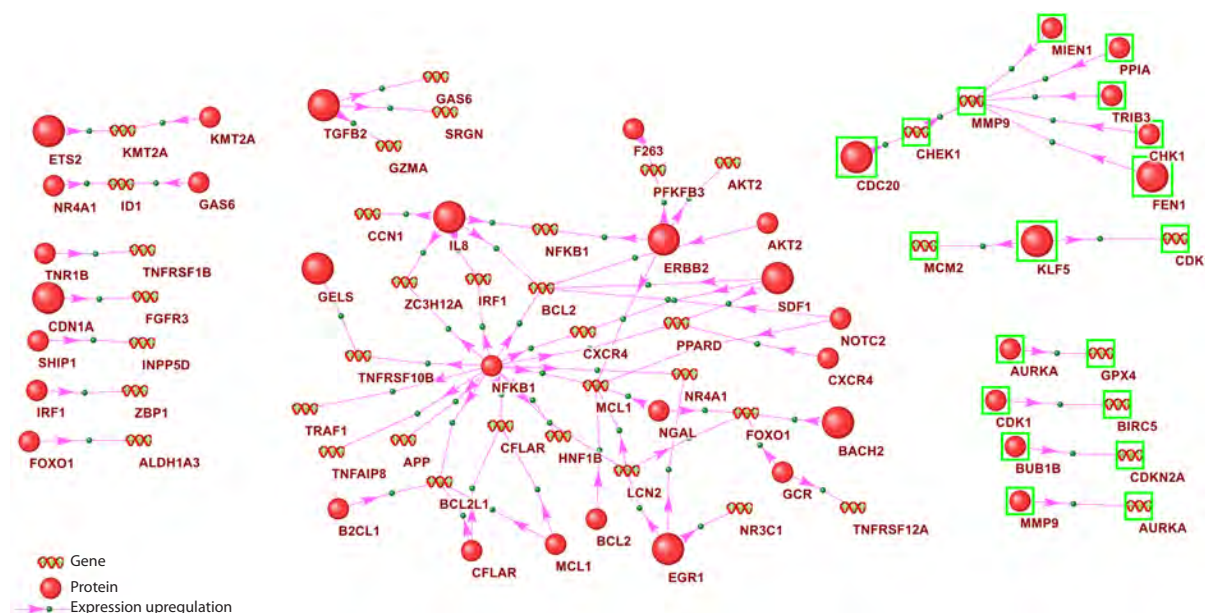 MIEN1
PPIA
TRIB3
CHK1
FEN1
MMP9
CHEK1
CDC20
GAS6
SRGN
TGFB2
GZMA
KMT2A
ETS2
KMT2A
NR4A1
ID1
GAS6
F263
PFKFB3
AKT2
CCN1
IL8
NFKB1
ERBB2
AKT2
MCM2
KLF5
CDK
TNR1B
TNFRSF1B
CDN1A
FGFR3
SHIP1
INPP5D
IRF1
ZBP1
FOXO1
ALDH1A3
GELS
ZC3H12A
IRF1
BCL2
SDF1
NOTC2
CXCR4
PPARD
CXCR4
TNFRSF10B
NFKB1
MCL1
NR4A1
TRAF1
NGAL
FOXO1
BACH2
TNFAIP8
APP
CFLAR
HNF1B
BCL2L1
LCN2
GCR
B2CL1
NR3C1
TNFRSF12A
CFLAR
MCL1
BCL2
EGR1
AURKA
GPX4
CDK1
BIRC5
BUB1B
CDKN2A
MMP9
AURKA
Gene
Protein
Expression upregulation